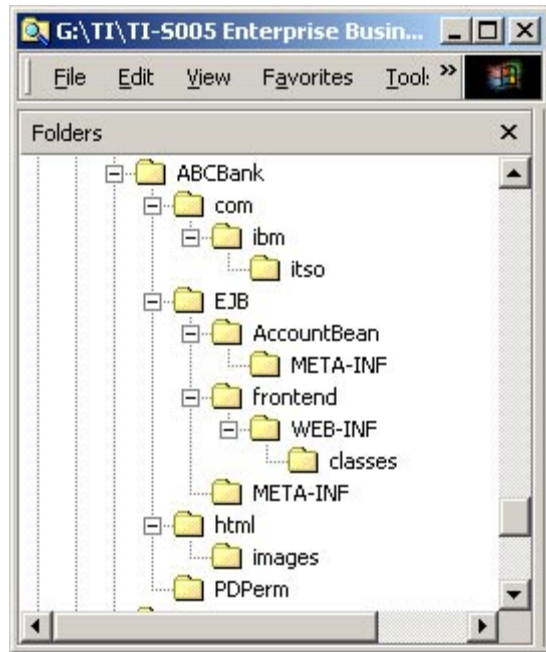 G:\TI\TI-S005 Enterprise Busin...
File Edit View Favorites Tool: »
Folders
ABCBank
com
ibm
itso
EJB
AccountBean
META-INF
frontend
WEB-INF
classes
META-INF
html
images
PDPerm